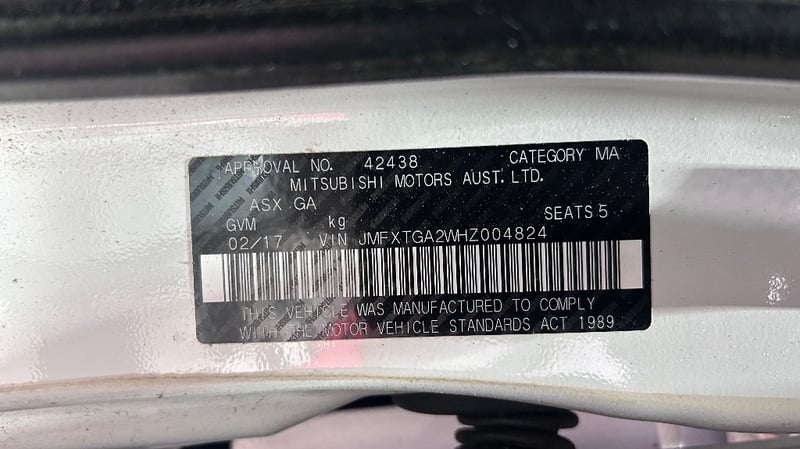 APPROVAL NO. 42438 CATEGORY MA
MITSUBISHI MOTORS AUST. LTD.
ASX GA
GVM kg SEATS 5
02/17 VIN JMFXTGA2WHZ004824
THIS VEHICLE WAS MANUFACTURED TO COMPLY
WITH THE MOTOR VEHICLE STANDARDS ACT 1989